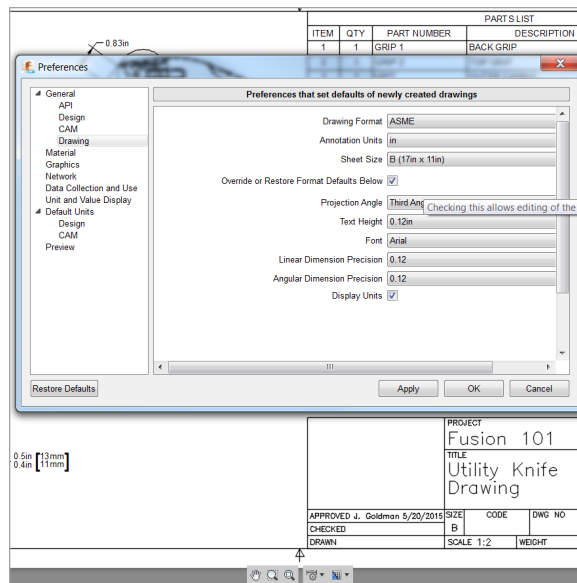 PARTS LIST
ITEM QTY PART NUMBER DESCRIPTION
1 1 GRIP 1 BACK GRIP
0.83in
Preferences
General
API
Design
CAM
Drawing
Material
Graphics
Network
Data Collection and Use
Unit and Value Display
Default Units
Design
CAM
Preview
Preferences that set defaults of newly created drawings
Drawing Format ASME
Annotation Units in
Sheet Size B (17in x 11in)
Override or Restore Format Defaults Below
Projection Angle Third Ang
Checking this allows editing of the
Text Height 0.12in
Font Arial
Linear Dimension Precision 0.12
Angular Dimension Precision 0.12
Display Units
Restore Defaults Apply OK Cancel
0.5in [13mm]
0.4in [11mm]
PROJECT
Fusion 101
TITLE
Utility Knife
Drawing
APPROVED J. Goldman 5/20/2015 SIZE CODE DWG NO
CHECKED B
DRAWN SCALE 1:2 WEIGHT